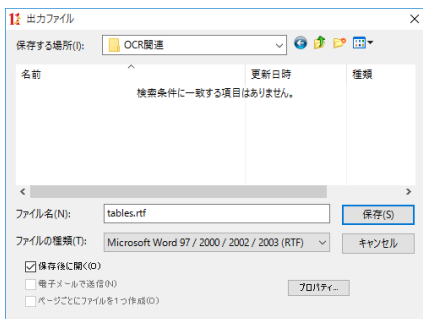 出力ファイル
保存する場所(I): OCR関連
名前 更新日時 種類
検索条件に一致する項目はありません。
ファイル名(N): tables.rtf 保存(S)
ファイルの種類(T): Microsoft Word 97 / 2000 / 2002 / 2003 (RTF) キャンセル
保存後に開く(O)
電子メールで送信(N) プロパティ...
ページごとにファイルを1つ作成(O)